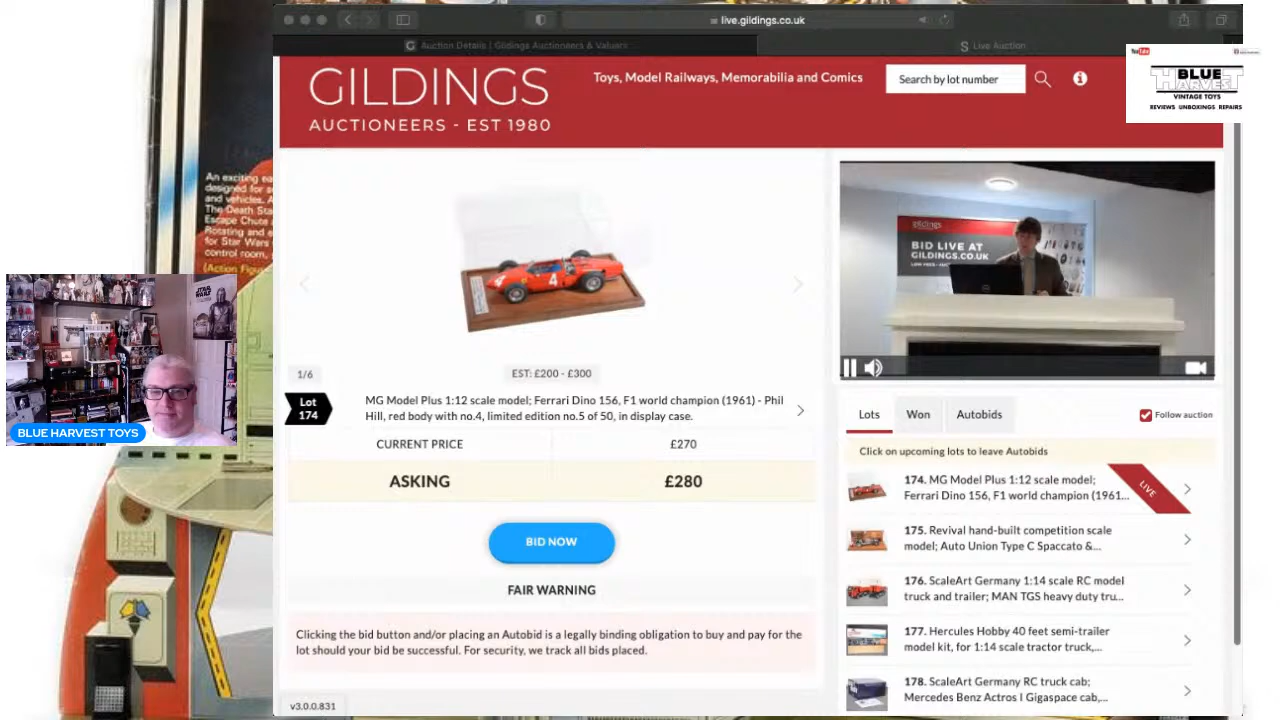 live.gildings.co.uk
Auction Details | Gildings Auctioneers & Valuers
Live Auction
GILDINGS
AUCTIONEERS - EST 1980
Toys, Model Railways, Memorabilia and Comics
Search by lot number
YouTube
BLUE
HARVEST
VINTAGE TOYS
REVIEWS UNBOXINGS REPAIRS
An exciting
designed for
and vehicles.
The Death Sta
Escape Chute
Rotating and
for Star Wars
control room.
(Action Figu
STAR WARS
BLUE HARVEST TOYS
4
1/6
EST: £200 - £300
Lot
174
MG Model Plus 1:12 scale model; Ferrari Dino 156, F1 world champion (1961) - Phil
Hill, red body with no.4, limited edition no.5 of 50, in display case.
CURRENT PRICE £270
ASKING £280
BID NOW
FAIR WARNING
Clicking the bid button and/or placing an Autobid is a legally binding obligation to buy and pay for the
lot should your bid be successful. For security, we track all bids placed.
v3.0.0.831
gildings
BID LIVE AT
GILDINGS.CO.UK
Lots Won Autobids Follow auction
Click on upcoming lots to leave Autobids
174. MG Model Plus 1:12 scale model;
Ferrari Dino 156, F1 world champion (1961...
LIVE
175. Revival hand-built competition scale
model; Auto Union Type C Spaccato &...
176. ScaleArt Germany 1:14 scale RC model
truck and trailer; MAN TGS heavy duty tru...
177. Hercules Hobby 40 feet semi-trailer
model kit, for 1:14 scale tractor truck,...
178. ScaleArt Germany RC truck cab;
Mercedes Benz Actros I Gigaspace cab,...